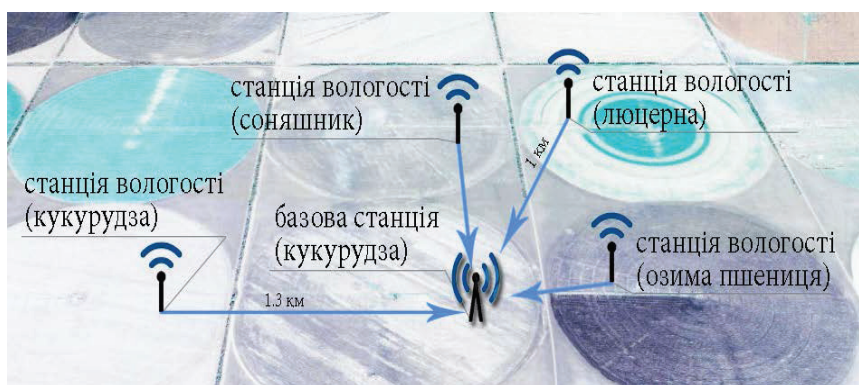 станція вологості
(соняшник)
станція вологості
(люцерна)
1 км
станція вологості
(кукурудза)
базова станція
(кукурудза)
станція вологості
(озима пшениця)
1.3 км